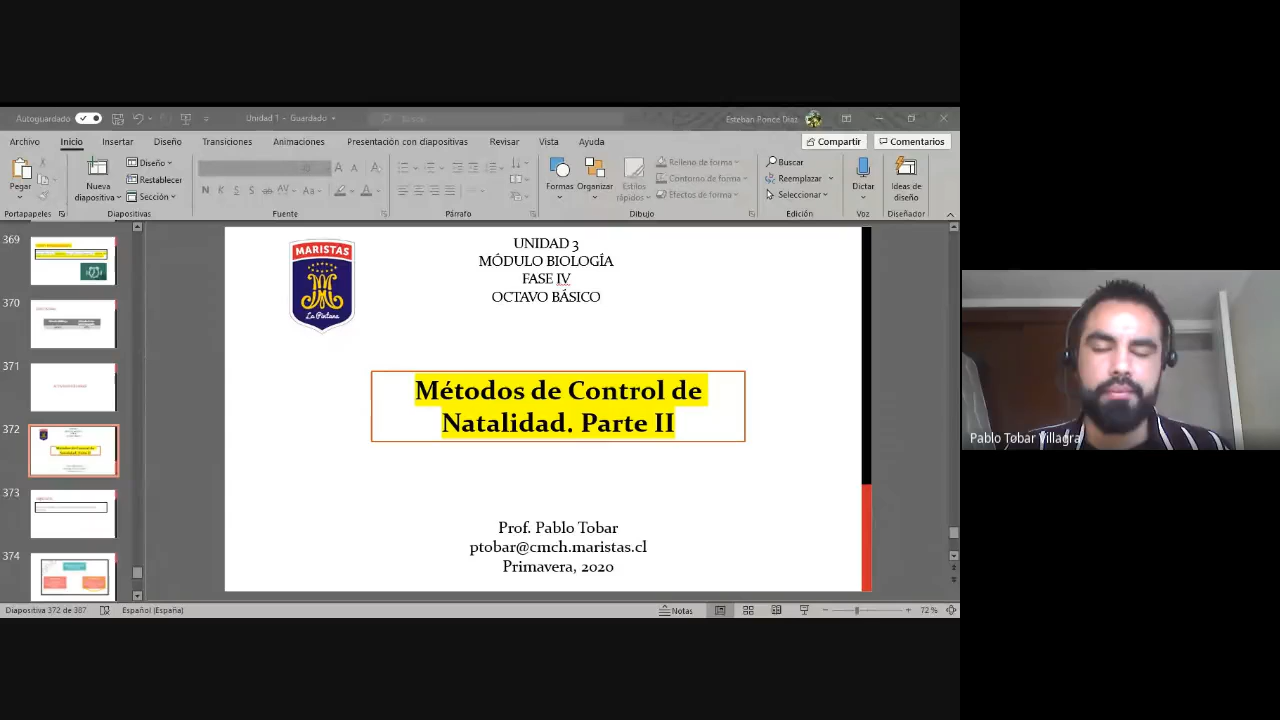 Autoguardado
Unidad 1 - Guardado
Esteban Ponce Diaz
Archivo
Inicio
Insertar
Diseño
Transiciones
Animaciones
Presentación con diapositivas
Revisar
Vista
Ayuda
Compartir
Comentarios
Pegar
Nueva
diapositiva
Diseño
Restablecer
Sección
N K S S ab AV Aa A
Formas
Organizar
Estilos
rápidos
Relleno de forma
Contorno de forma
Efectos de forma
Buscar
Reemplazar
Seleccionar
Dictar
Ideas de
diseño
Portapapeles
Diapositivas
Fuente
Párrafo
Dibujo
Edición
Voz
Diseñador
369
370
371
372
373
374
MARISTAS
La Pintana
UNIDAD 3
MÓDULO BIOLOGÍA
FASE IV
OCTAVO BÁSICO
Métodos de Control de
Natalidad. Parte II
Prof. Pablo Tobar
ptobar@cmch.maristas.cl
Primavera, 2020
Pablo Tobar Villagra
Diapositiva 372 de 387
Español (España)
Notas
72 %